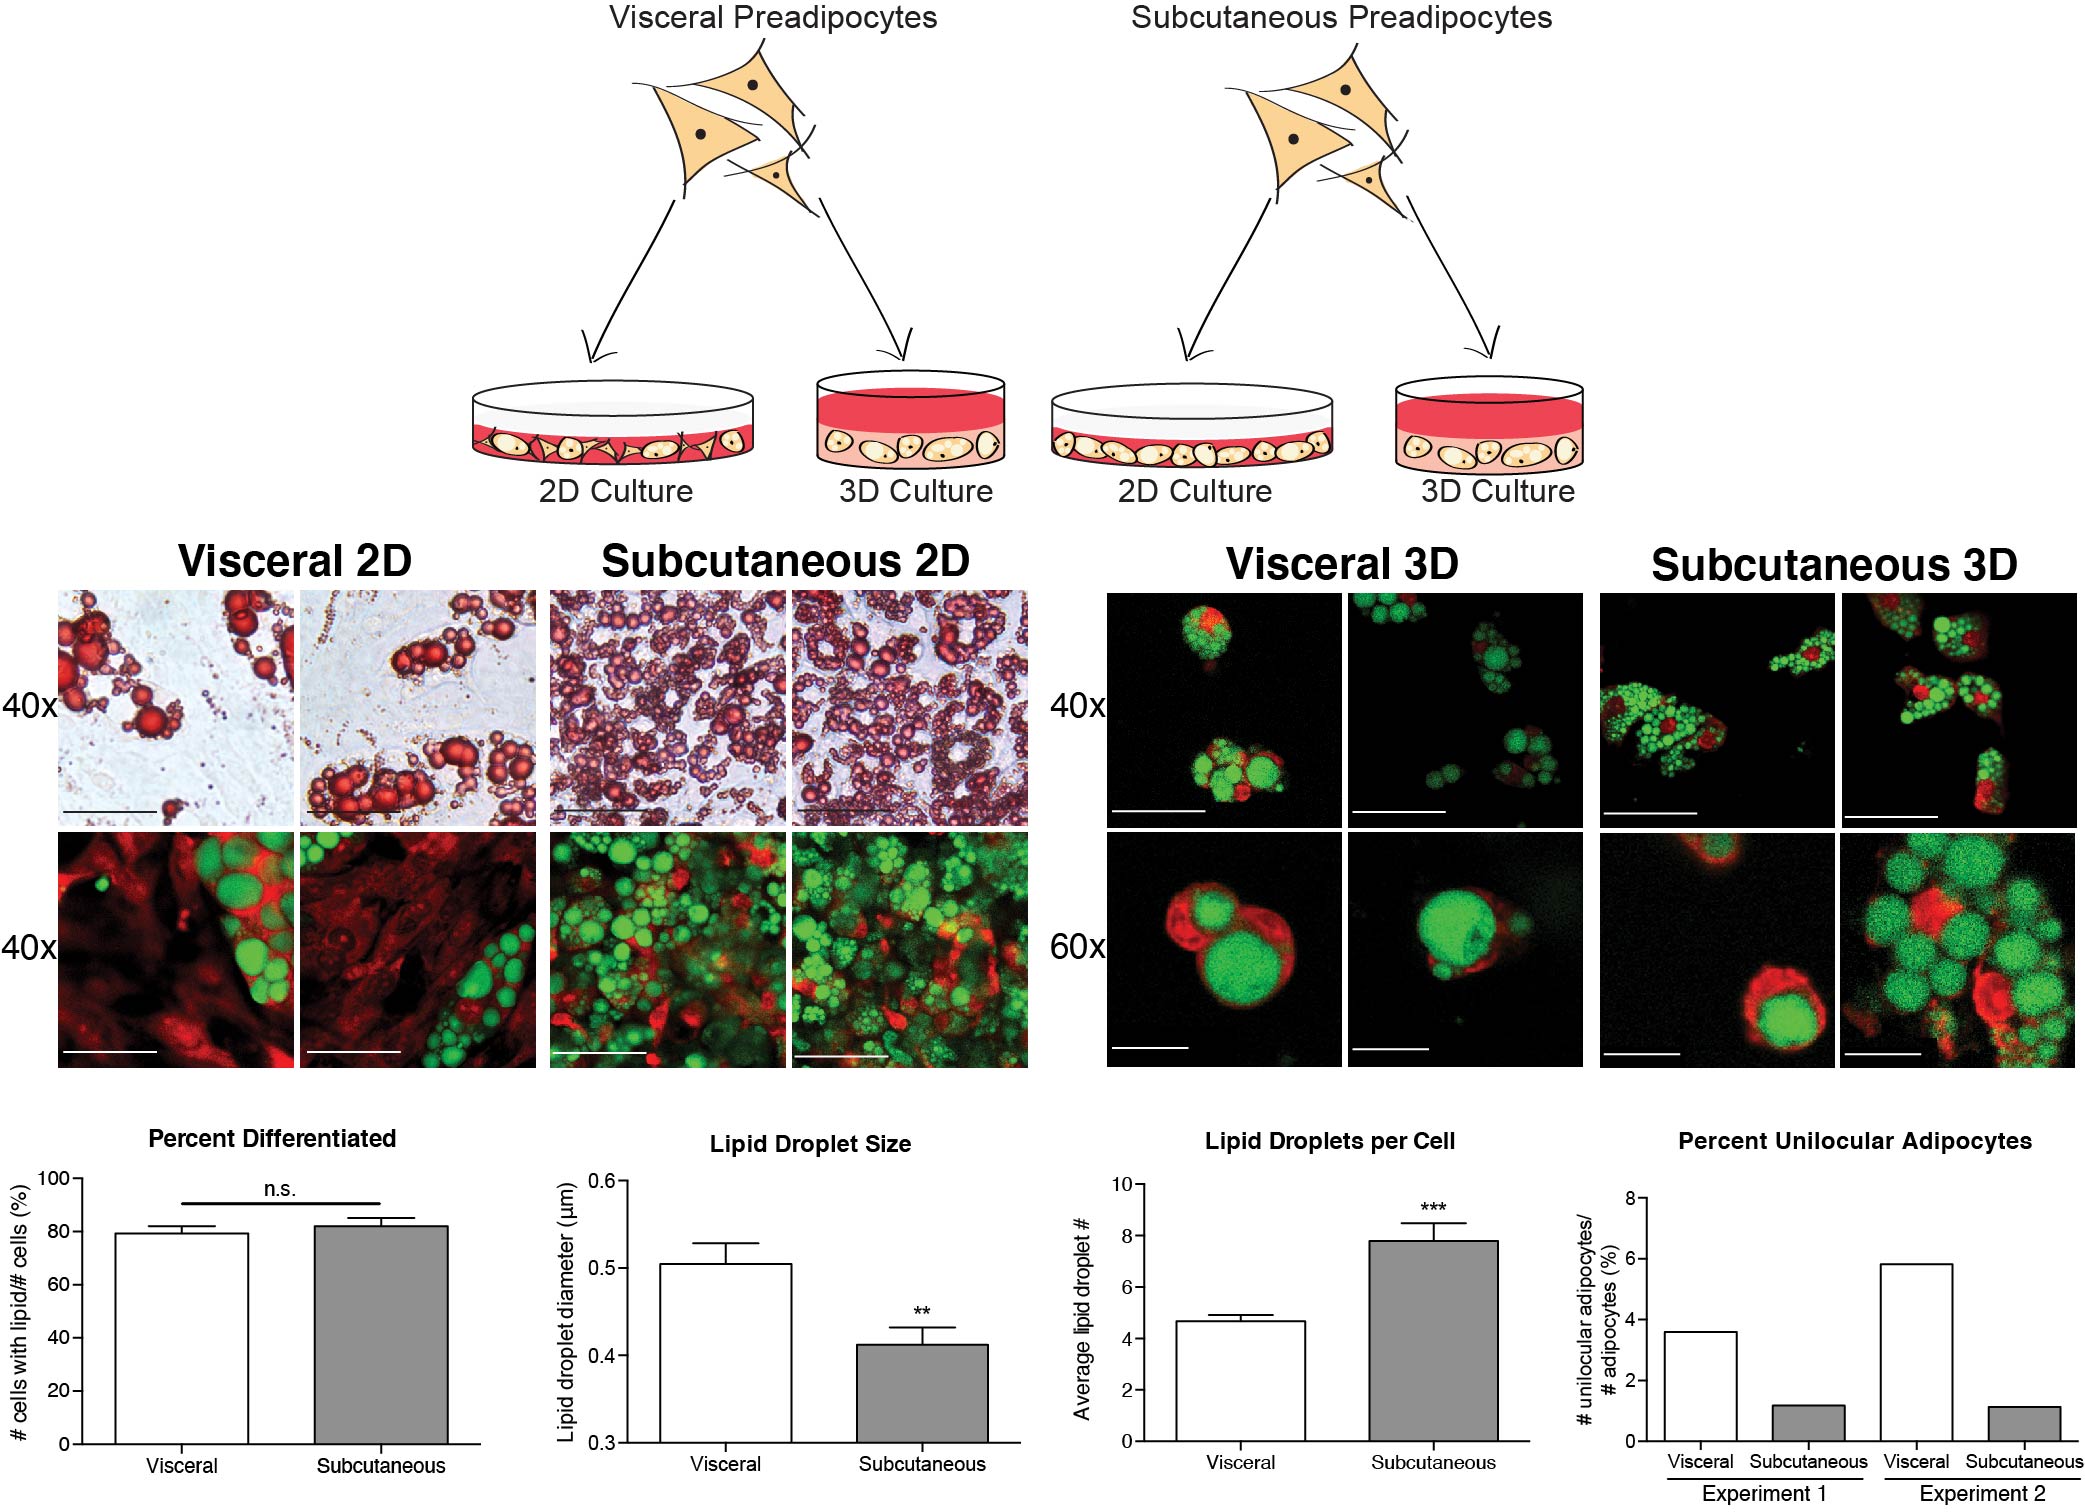 Visceral Preadipocytes
Subcutaneous Preadipocytes
2D Culture
3D Culture
2D Culture
3D Culture
Visceral 2D
Subcutaneous 2D
Visceral 3D
Subcutaneous 3D
40x
40x
40x
60x
Percent Differentiated
# cells with lipid/# cells (%)
100
80
60
40
20
0
n.s.
Visceral
Subcutaneous
Lipid Droplet Size
Lipid droplet diameter (µm)
0.6
0.5
0.4
0.3
**
Visceral
Subcutaneous
Lipid Droplets per Cell
Average lipid droplet #
10
8
6
4
2
0
***
Visceral
Subcutaneous
Percent Unilocular Adipocytes
# unilocular adipocytes/
# adipocytes (%)
8
6
4
2
0
Visceral
Subcutaneous
Visceral
Subcutaneous
Experiment 1
Experiment 2